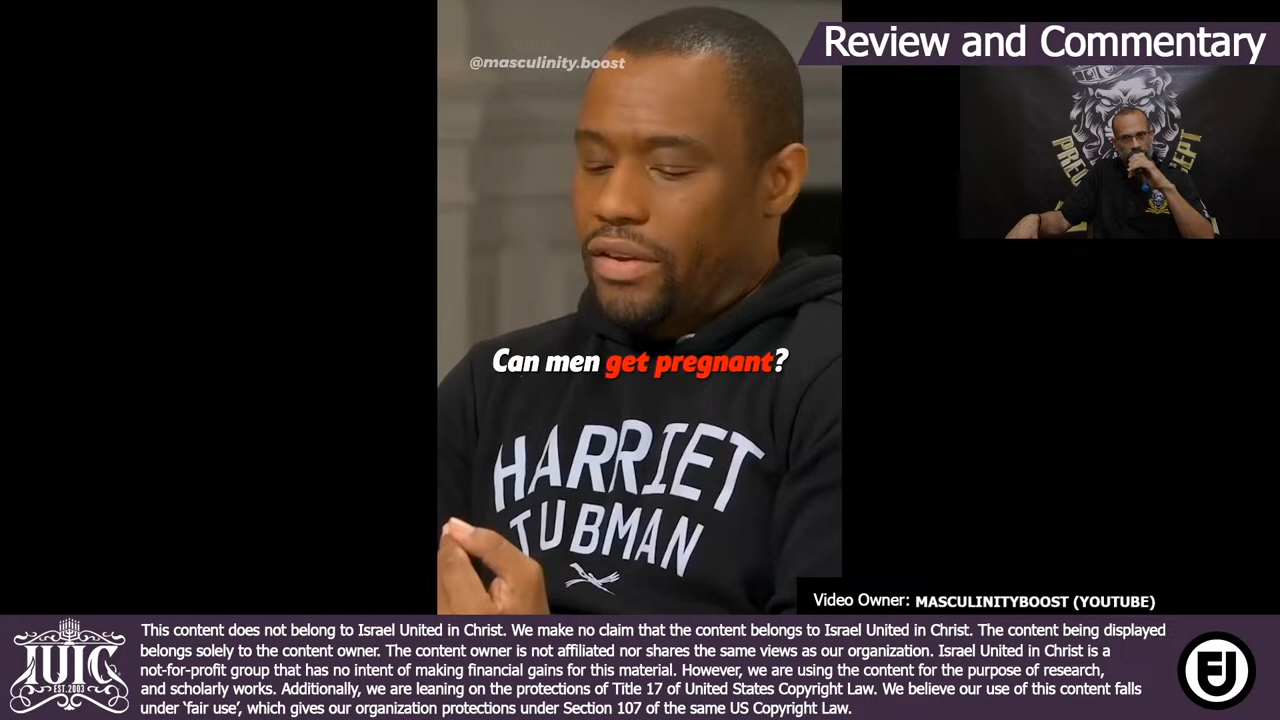 Review and Commentary
@masculinity.boost
Can men get pregnant?
HARRIET
TUBMAN
Video Owner: MASCULINITYBOOST (YOUTUBE)
This content does not belong to Israel United in Christ. We make no claim that the content belongs to Israel United in Christ. The content being displayed
belongs solely to the content owner. The content owner is not affiliated nor shares the same views as our organization. Israel United in Christ is a
not-for-profit group that has no intent of making financial gains for this material. However, we are using the content for the purpose of research,
and scholarly works. Additionally, we are leaning on the protections of Title 17 of United States Copyright Law. We believe our use of this content falls
under ‘fair use’, which gives our organization protections under Section 107 of the same US Copyright Law.
IUIC
EST.2003